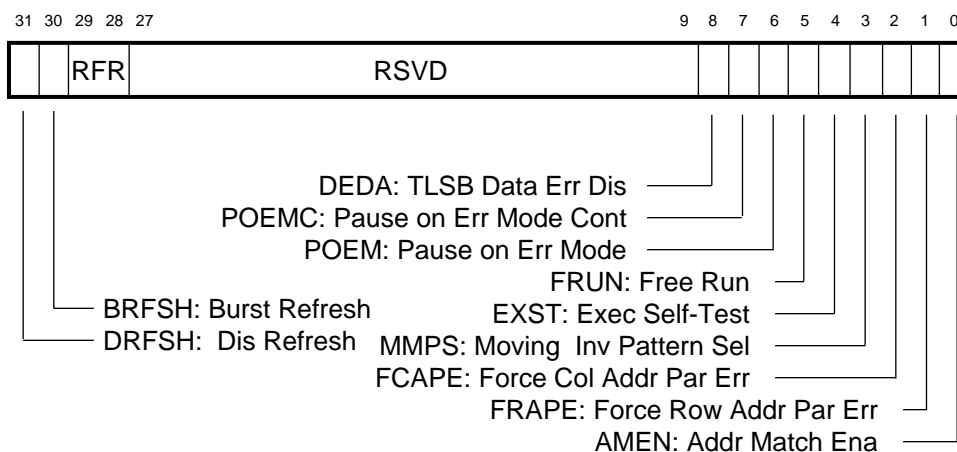 31 30 29 28 27 9 8 7 6 5 4 3 2 1 0
RFR RSVD
DEDA: TLSB Data Err Dis
POEMC: Pause on Err Mode Cont
POEM: Pause on Err Mode
FRUN: Free Run
BRFSH: Burst Refresh EXST: Exec Self-Test
DRFSH: Dis Refresh MMPS: Moving Inv Pattern Sel
FCAPE: Force Col Addr Par Err
FRAPE: Force Row Addr Par Err
AMEN: Addr Match Ena